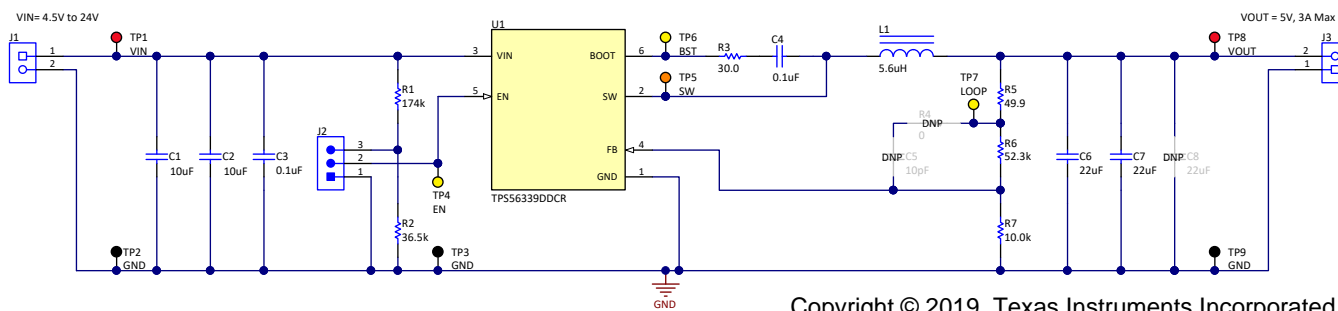 VIN= 4.5V to 24V
VOUT = 5V, 3A Max
J1
1
2
TP1
VIN
U1
3
VIN
BOOT
6
TP6
BST
R3
30.0
C4
0.1uF
L1
5.6uH
TP8
VOUT
2
1
J3
5
EN
SW
2
TP5
SW
TP7
LOOP
R1
174k
R5
49.9
R4
0
DNP
J2
3
2
1
FB
4
R6
52.3k
C1
10uF
C2
10uF
C3
0.1uF
DNP
C5
10pF
C6
22uF
C7
22uF
DNP
C8
22uF
GND
1
TPS56339DDCR
TP4
EN
R2
36.5k
R7
10.0k
TP2
GND
TP3
GND
TP9
GND
GND
Copyright © 2019, Texas Instruments Incorporated